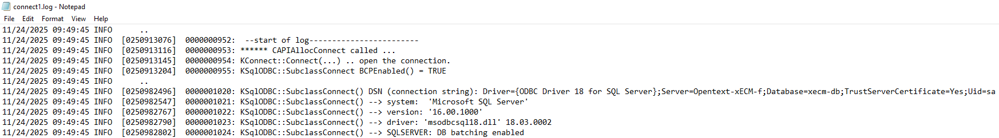 connect1.log - Notepad
File Edit Format View Help
11/24/2025 09:49:45 INFO      ..
11/24/2025 09:49:45 INFO  [0250913076]  0000000952:  --start of log------------------------
11/24/2025 09:49:45 INFO  [0250913116]  0000000953: ****** CAPIAllocConnect called ...
11/24/2025 09:49:45 INFO  [0250913145]  0000000954: KConnect::Connect(...) .. open the connection.
11/24/2025 09:49:45 INFO  [0250913204]  0000000955: KSqlODBC::SubclassConnect BCPEnabled() = TRUE
11/24/2025 09:49:45 INFO      ..
11/24/2025 09:49:45 INFO  [0250982496]  0000001020: KSqlODBC::SubclassConnect() DSN (connection string): Driver={ODBC Driver 18 for SQL Server};Server=Opentext-xECM-f;Database=xecm-db;TrustServerCertificate=Yes;Uid=sa
11/24/2025 09:49:45 INFO  [0250982547]  0000001021: KSqlODBC::SubclassConnect() --> system:  'Microsoft SQL Server'
11/24/2025 09:49:45 INFO  [0250982767]  0000001022: KSqlODBC::SubclassConnect() --> version: '16.00.1000'
11/24/2025 09:49:45 INFO  [0250982790]  0000001023: KSqlODBC::SubclassConnect() --> driver: 'msodbcsql18.dll' 18.03.0002
11/24/2025 09:49:45 INFO  [0250982802]  0000001024: KSqlODBC::SubclassConnect() --> SQLSERVER: DB batching enabled